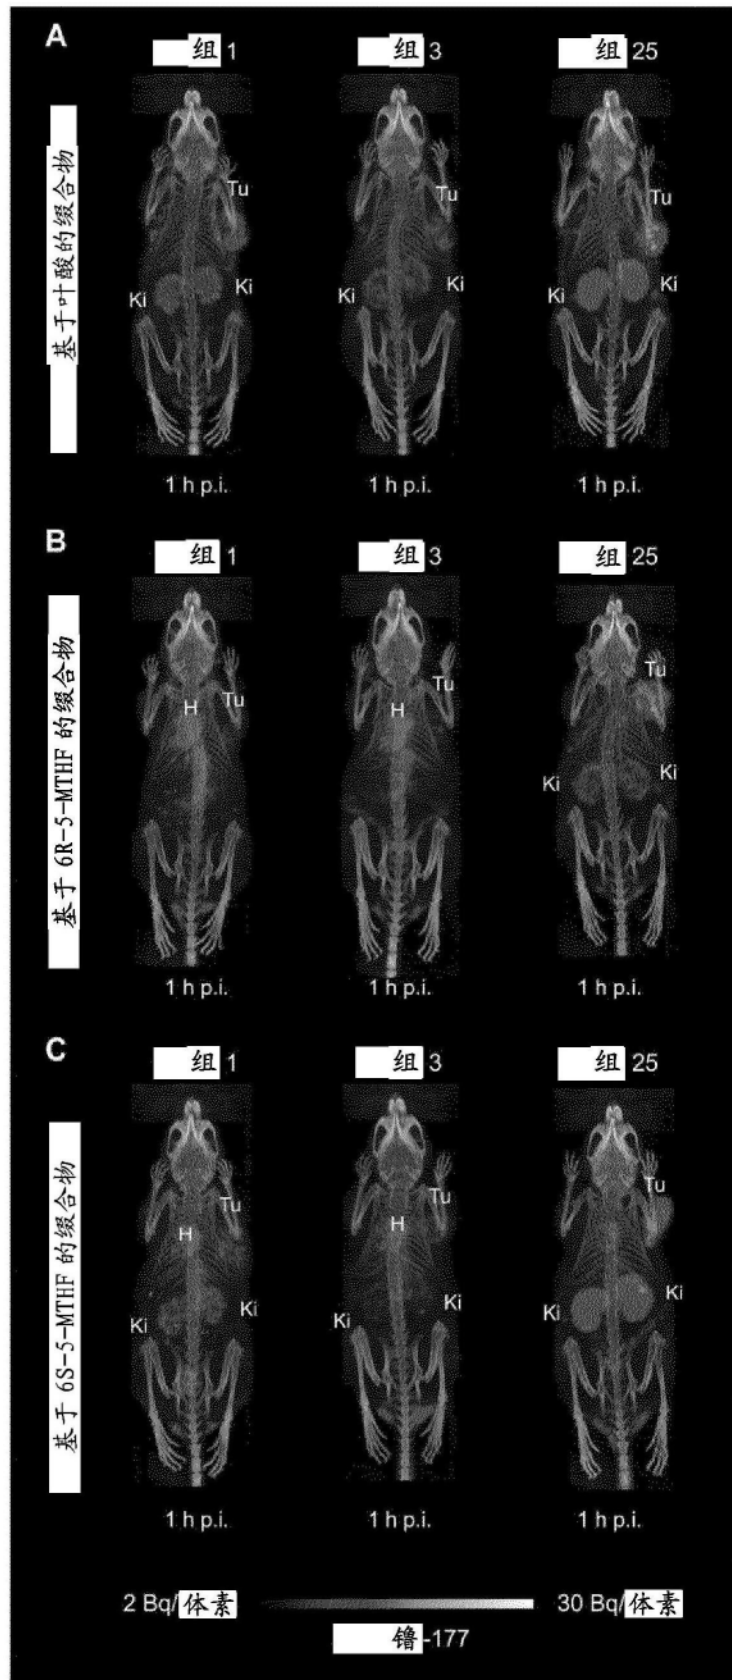 A
组 1 组 3 组 25
基于叶酸的缀合物
Tu Tu Tu
Ki Ki Ki Ki Ki
1 h p.i. 1 h p.i. 1 h p.i.
B
组 1 组 3 组 25
基于 6R-5-MTHF 的缀合物
Tu Tu Tu
H H
Ki Ki
1 h p.i. 1 h p.i. 1 h p.i.
C
组 1 组 3 组 25
基于 6S-5-MTHF 的缀合物
Tu Tu Tu
H H
Ki Ki Ki Ki Ki Ki
1 h p.i. 1 h p.i. 1 h p.i.
2 Bq/体素 30 Bq/体素
镥-177